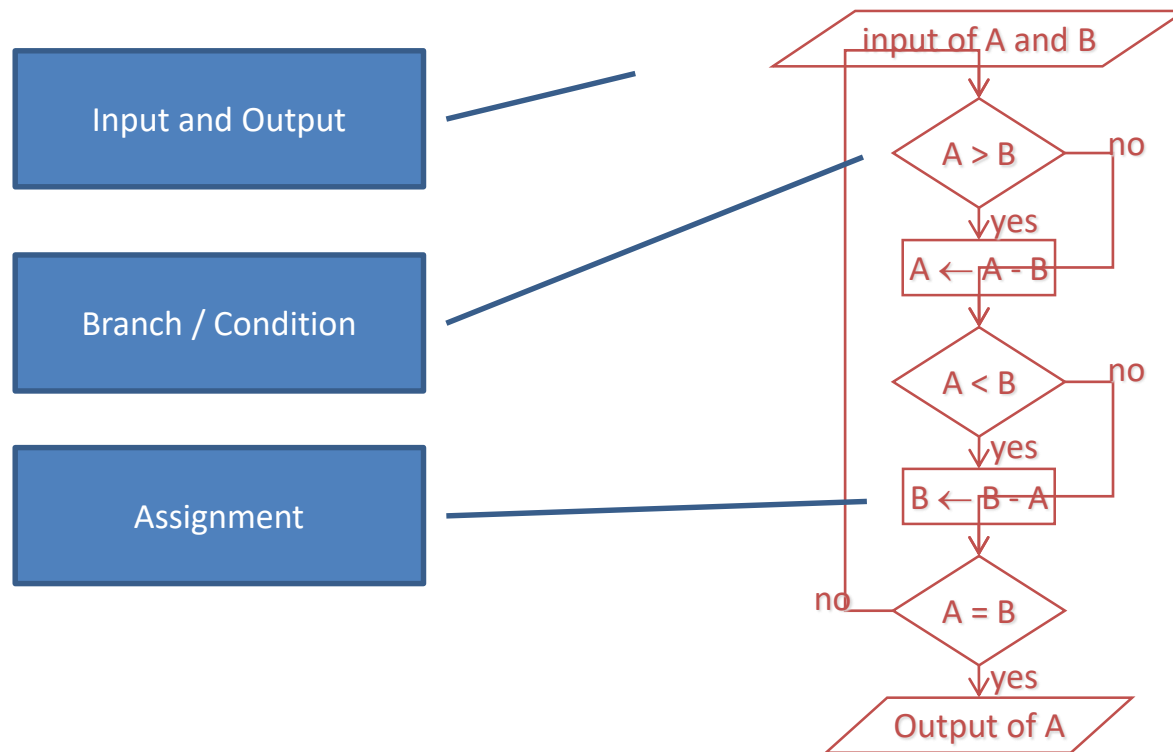 Input and Output
Branch / Condition
Assignment
input of A and B
A > B
no
yes
A ← A - B
A < B
no
yes
B ← B - A
A = B
no
yes
Output of A